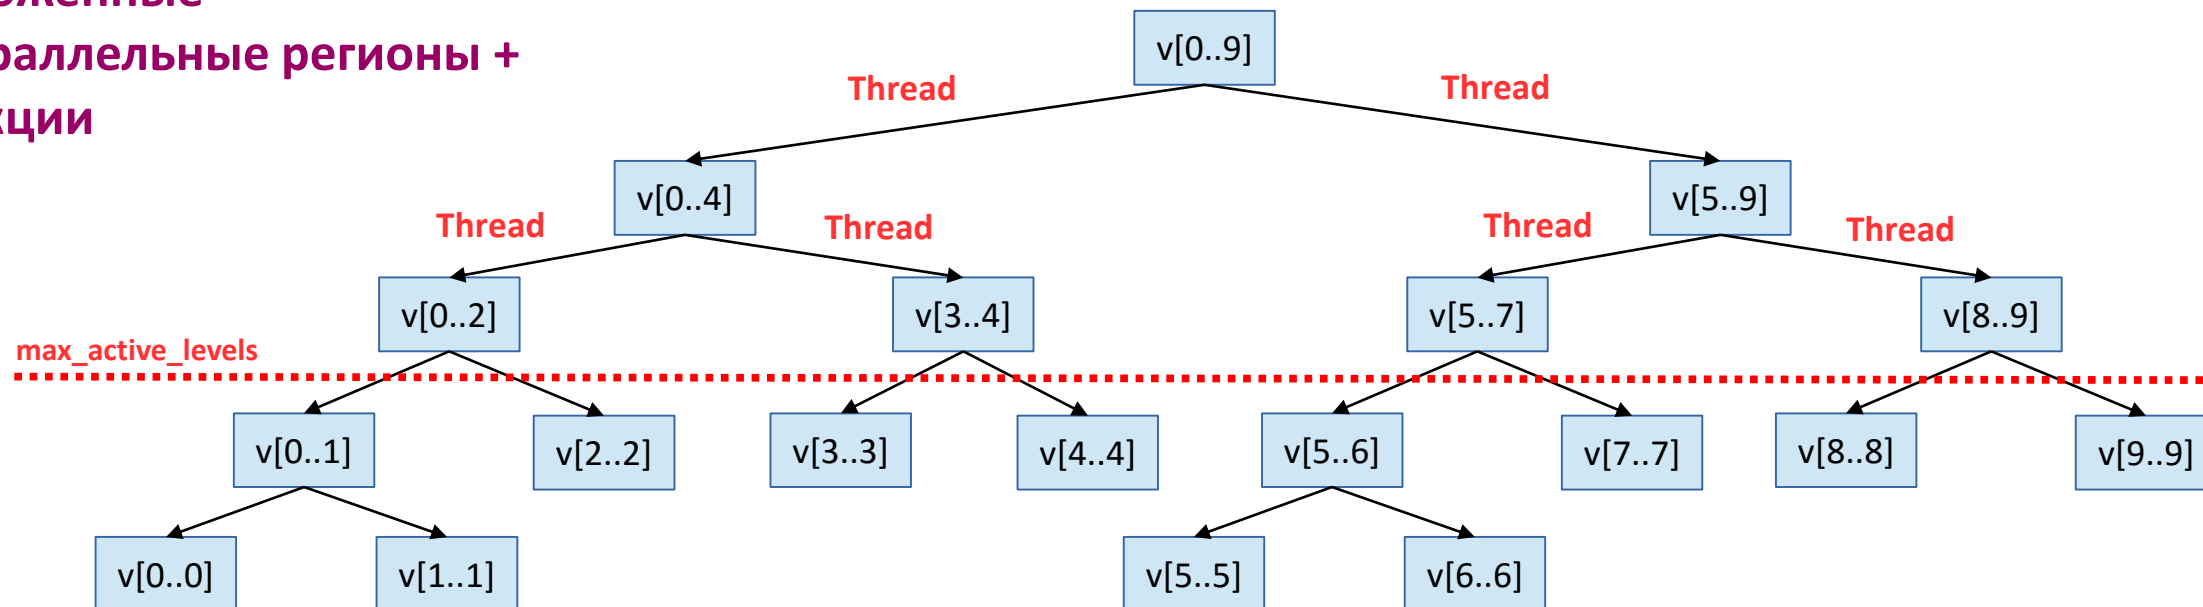 оженные
раллельные регионы +
кции
v[0..9]
Thread
Thread
v[0..4]
v[5..9]
Thread
Thread
Thread
Thread
v[0..2]
v[3..4]
v[5..7]
v[8..9]
max_active_levels
v[0..1]
v[2..2]
v[3..3]
v[4..4]
v[5..6]
v[7..7]
v[8..8]
v[9..9]
v[0..0]
v[1..1]
v[5..5]
v[6..6]